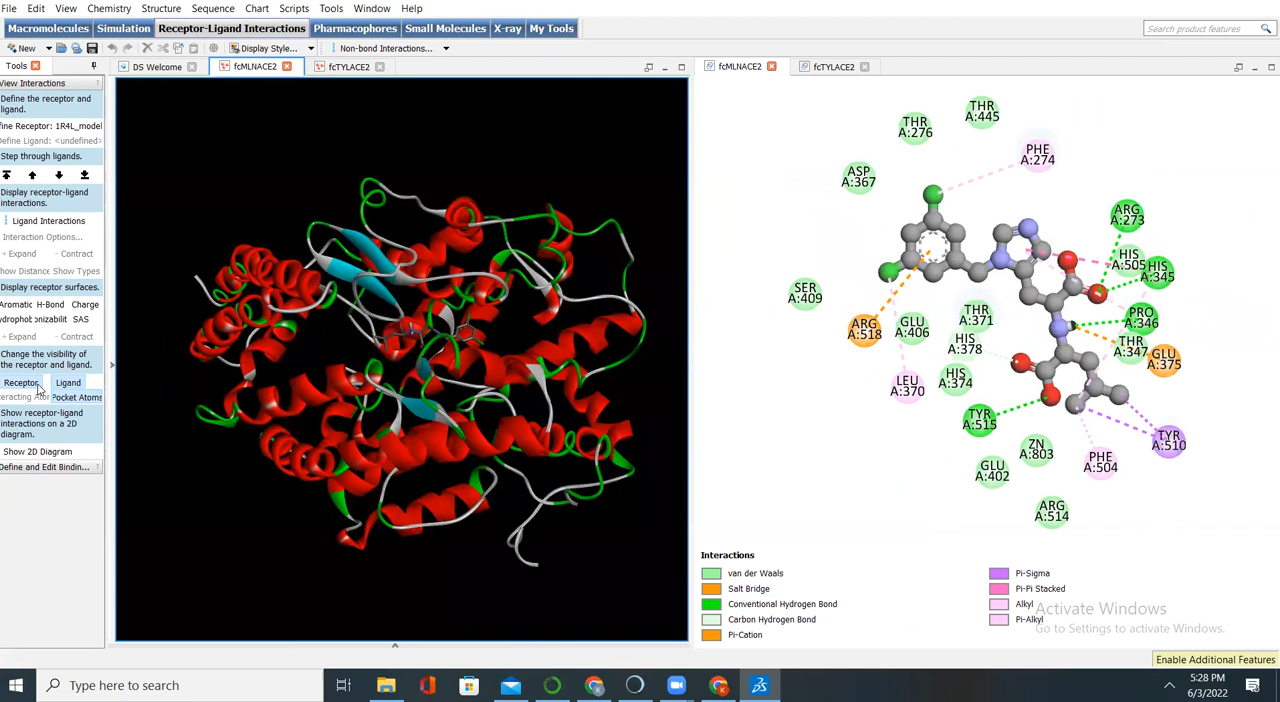 File Edit View Chemistry Structure Sequence Chart Scripts Tools Window Help
Macromolecules Simulation Receptor-Ligand Interactions Pharmacophores Small Molecules X-ray My Tools
Search product features
New Display Style... Non-bond Interactions...
Tools
DS Welcome fcMLNACE2 fcTYLACE2
fcMLNACE2 fcTYLACE2
View Interactions
Define the receptor and
ligand.
fine Receptor: 1R4L_model
Define Ligand: <undefined>
Step through ligands.
Display receptor-ligand
interactions.
Ligand Interactions
Interaction Options...
+ Expand - Contract
how Distance Show Types
Display receptor surfaces.
Aromatic H-Bond Charge
ydrophob onizabilit SAS
+ Expand - Contract
Change the visibility of
the receptor and ligand.
Receptor Ligand
eracting Ato Pocket Atoms
Show receptor-ligand
interactions on a 2D
diagram.
Show 2D Diagram
Define and Edit Bindin...
THR
A:445
THR
A:276
PHE
A:274
ASP
A:367
ARG
A:273
HIS
A:505
HIS
A:345
SER
A:409
ARG
A:518
GLU
A:406
THR
A:371
PRO
A:346
HIS
A:378
THR
A:347
GLU
A:375
HIS
A:374
LEU
A:370
TYR
A:515
TYR
A:510
ZN
A:803
PHE
A:504
GLU
A:402
ARG
A:514
Interactions
van der Waals
Salt Bridge
Conventional Hydrogen Bond
Carbon Hydrogen Bond
Pi-Cation
Pi-Sigma
Pi-Pi Stacked
Alkyl
Pi-Alkyl
Activate Windows
Go to Settings to activate Windows.
Enable Additional Features
Type here to search
5:28 PM
6/3/2022